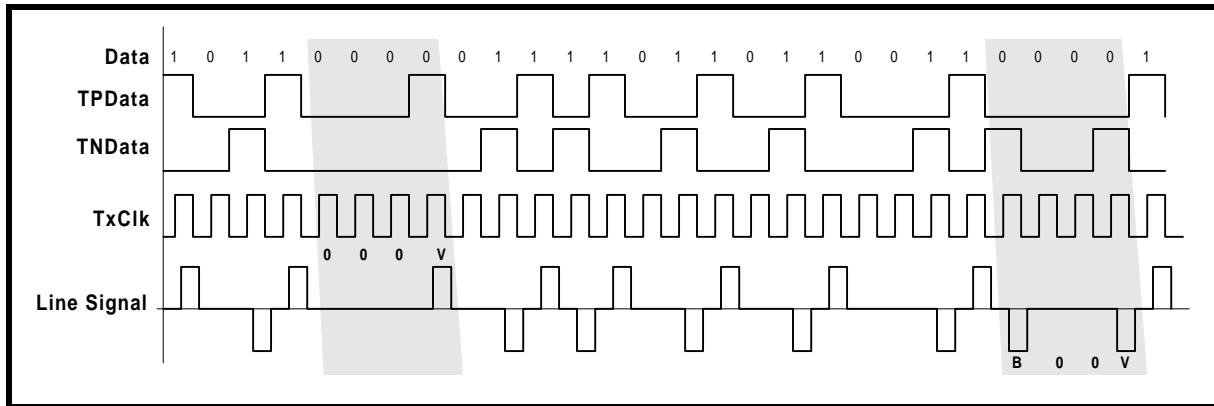 Data 1 0 1 1 0 0 0 0 0 1 1 1 1 0 1 1 0 1 1 0 0 1 1 0 0 0 0 1
TPData
TNData
TxClk
0 0 0 V
Line Signal
B 0 0 V